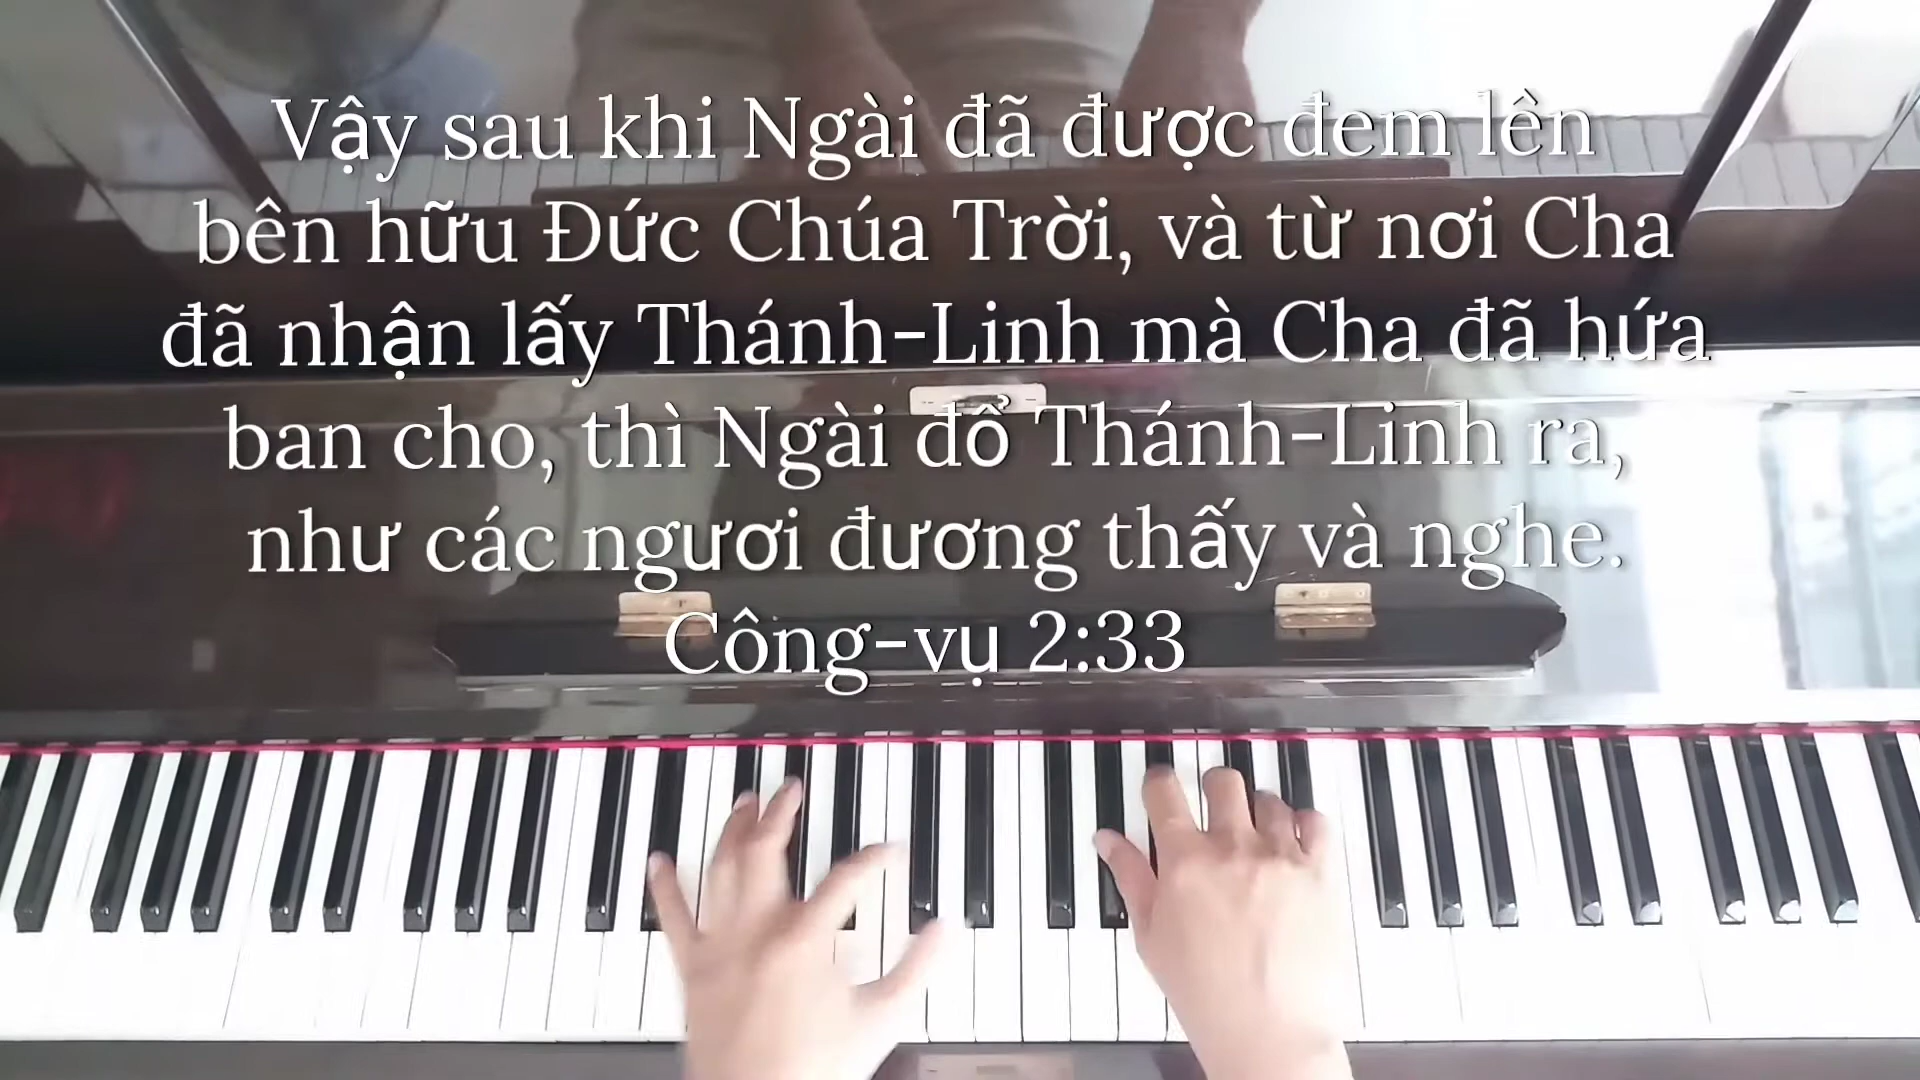 Vậy sau khi Ngài đã được đem lên
bên hữu Đức Chúa Trời, và từ nơi Cha
đã nhận lấy Thánh-Linh mà Cha đã hứa
ban cho, thì Ngài đổ Thánh-Linh ra,
như các ngươi đương thấy và nghe.
Công-vụ 2:33